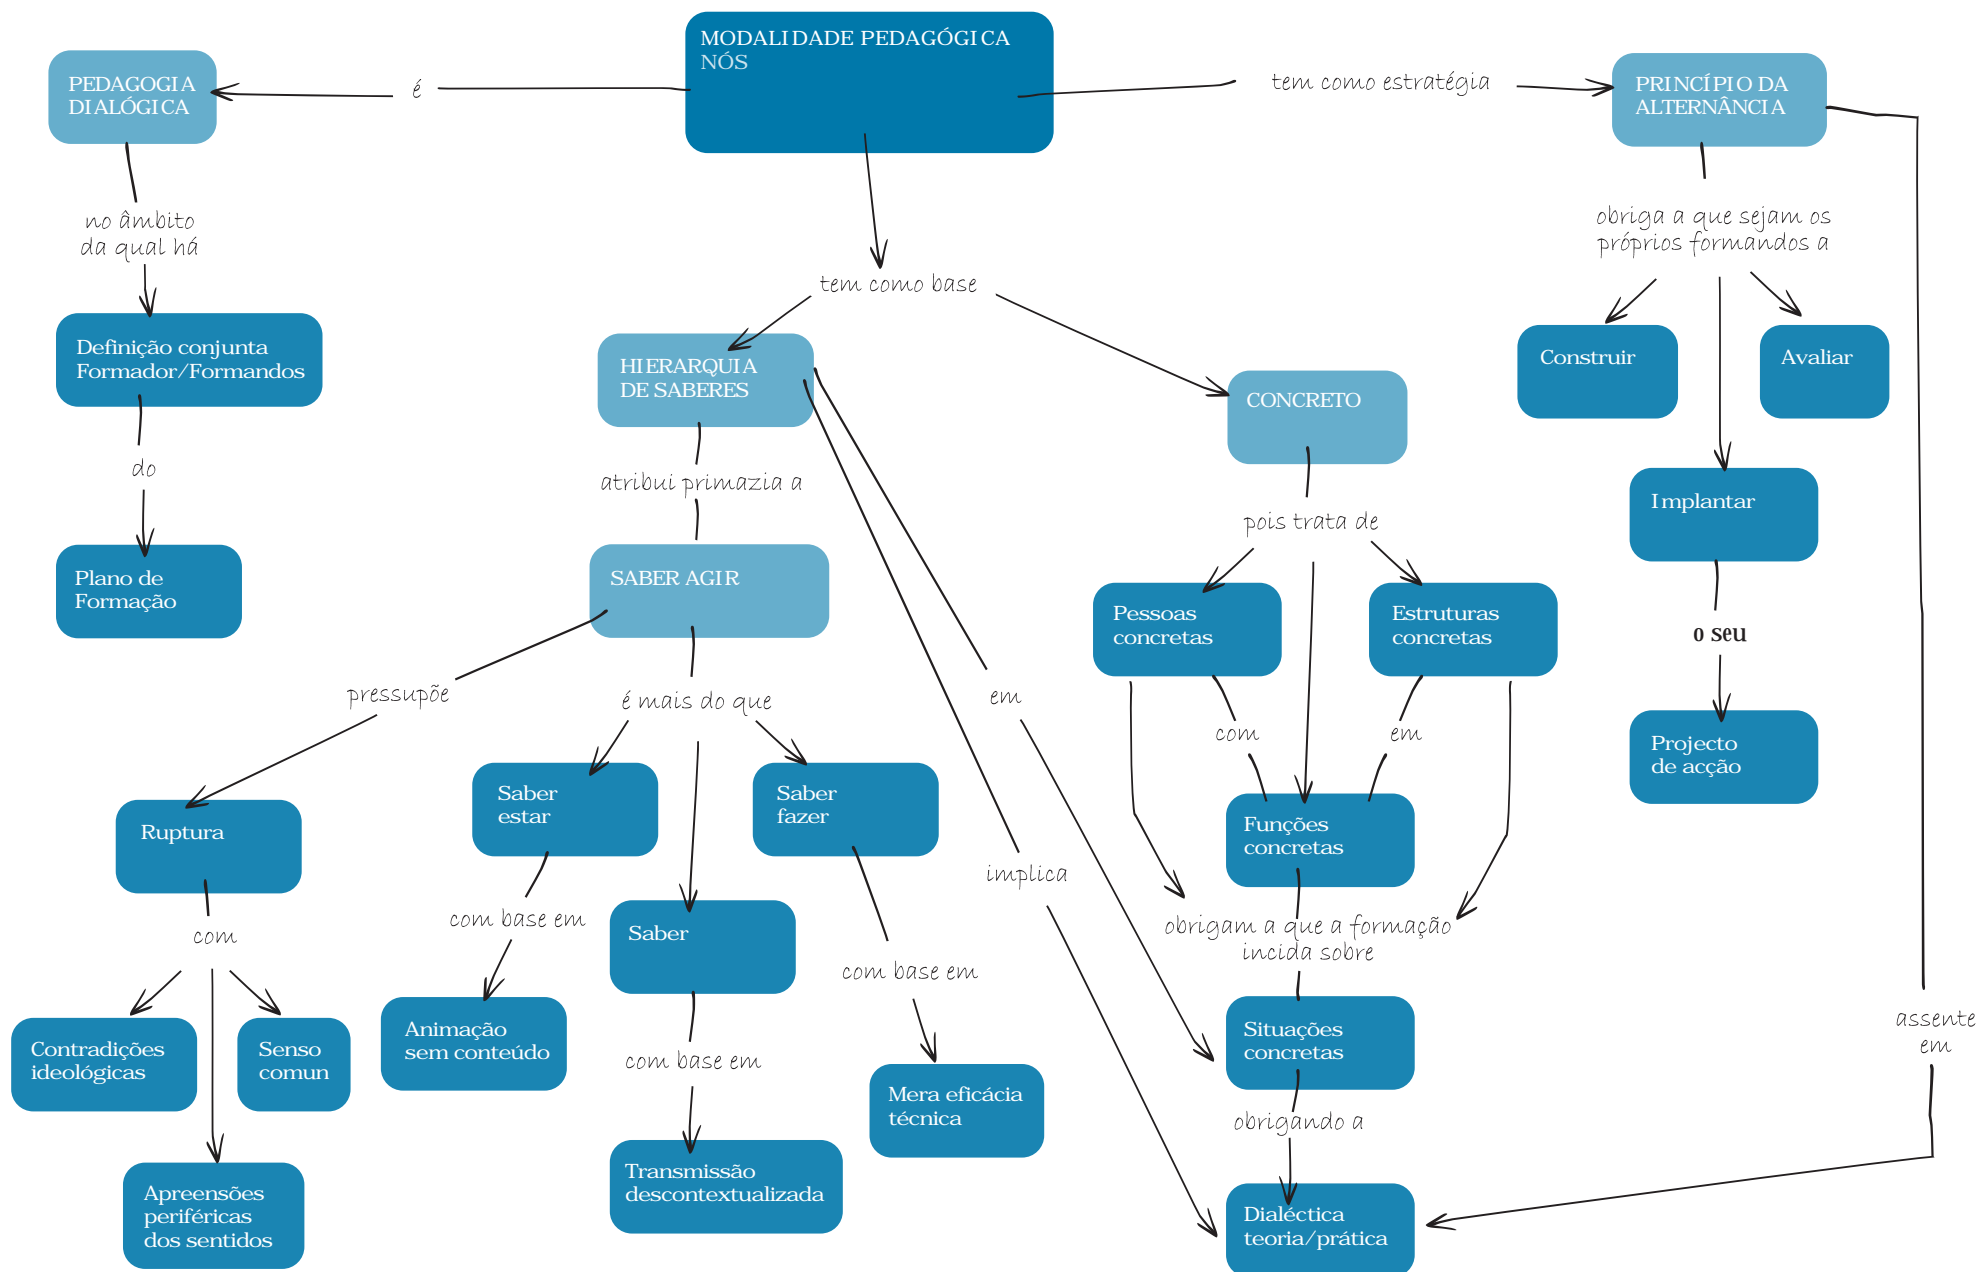 MODALIDADE PEDAGÓGICA
NÓS
é
PEDAGOGIA
DIALÓGICA
no âmbito
da qual há
Definição conjunta
Formador/Formandos
do
Plano de
Formação
tem como estratégia
PRINCÍPIO DA
ALTERNÂNCIA
obriga a que sejam os
próprios formandos a
Construir
Avaliar
Implantar
o seu
Projecto
de acção
assente
em
tem como base
HIERARQUIA
DE SABERES
atribui primazia a
SABER AGIR
pressupõe
Ruptura
com
Contradições
ideológicas
Senso
comun
Apreensões
periféricas
dos sentidos
é mais do que
Saber
estar
com base em
Animação
sem conteúdo
Saber
com base em
Transmissão
descontextualizada
Saber
fazer
com base em
Mera eficácia
técnica
em
implica
CONCRETO
pois trata de
Pessoas
concretas
Estruturas
concretas
com
em
Funções
concretas
obrigam a que a formação
incida sobre
Situações
concretas
obrigando a
Dialéctica
teoria/prática